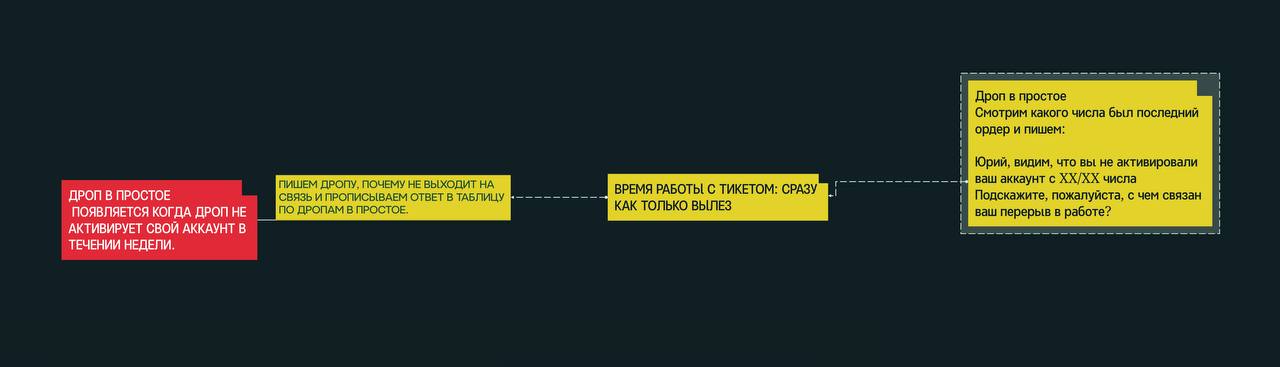 ДРОП В ПРОСТОЕ
ПОЯВЛЯЕТСЯ КОГДА ДРОП НЕ
АКТИВИРУЕТ СВОЙ АККАУНТ В
ТЕЧЕНИИ НЕДЕЛИ.
ПИШЕМ ДРОПУ, ПОЧЕМУ НЕ ВЫХОДИТ НА
СВЯЗЬ И ПРОПИСЫВАЕМ ОТВЕТ В ТАБЛИЦУ
ПО ДРОПАМ В ПРОСТОЕ.
ВРЕМЯ РАБОТЫ С ТИКЕТОМ: СРАЗУ
КАК ТОЛЬКО ВЫЛЕЗ
Дроп в простое
Смотрим какого числа был последний
ордер и пишем:
Юрий, видим, что вы не активировали
ваш аккаунт с XX/XX числа
Подскажите, пожалуйста, с чем связан
ваш перерыв в работе?